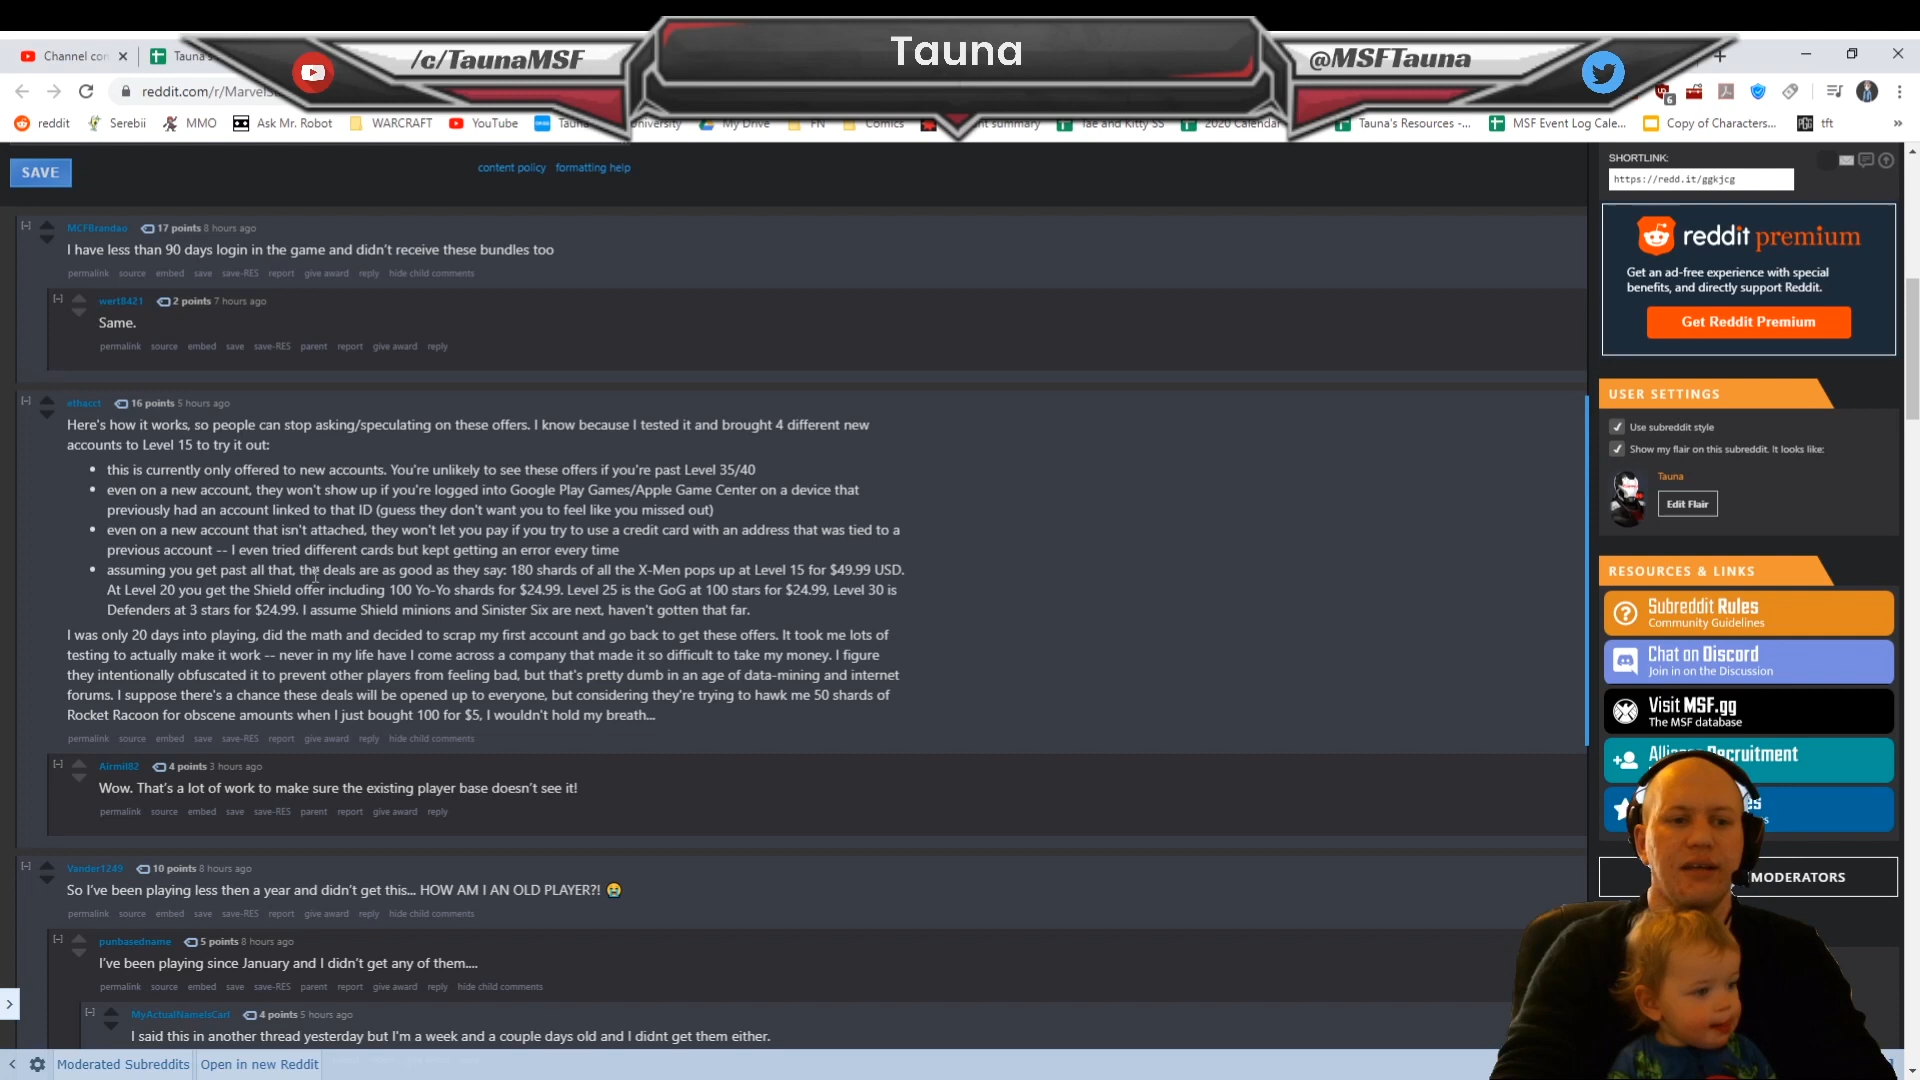 /c/TaunaMSF
Tauna
@MSFTauna
Channel con
Tauna's
reddit.com/r/MarvelS
reddit
Serebii
MMO
Ask Mr. Robot
WARCRAFT
YouTube
Tauna
University
My Drive
FN
Comics
nt summary
Tae and Kitty SS
2020 Calendar
Tauna's Resources -...
MSF Event Log Cale...
Copy of Characters...
tft
SAVE
content policy
formatting help
MCFBrandao 17 points 8 hours ago
I have less than 90 days login in the game and didn't receive these bundles too
permalink source embed save save-RES report give award reply hide child comments
wert8421 2 points 7 hours ago
Same.
permalink source embed save save-RES parent report give award reply
ethacct 16 points 5 hours ago
Here's how it works, so people can stop asking/speculating on these offers. I know because I tested it and brought 4 different new
accounts to Level 15 to try it out:
• this is currently only offered to new accounts. You're unlikely to see these offers if you're past Level 35/40
• even on a new account, they won't show up if you're logged into Google Play Games/Apple Game Center on a device that
previously had an account linked to that ID (guess they don't want you to feel like you missed out)
• even on a new account that isn't attached, they won't let you pay if you try to use a credit card with an address that was tied to a
previous account -- I even tried different cards but kept getting an error every time
• assuming you get past all that, the deals are as good as they say: 180 shards of all the X-Men pops up at Level 15 for $49.99 USD.
At Level 20 you get the Shield offer including 100 Yo-Yo shards for $24.99. Level 25 is the GoG at 100 stars for $24.99, Level 30 is
Defenders at 3 stars for $24.99. I assume Shield minions and Sinister Six are next, haven't gotten that far.
I was only 20 days into playing, did the math and decided to scrap my first account and go back to get these offers. It took me lots of
testing to actually make it work -- never in my life have I come across a company that made it so difficult to take my money. I figure
they intentionally obfuscated it to prevent other players from feeling bad, but that's pretty dumb in an age of data-mining and internet
forums. I suppose there's a chance these deals will be opened up to everyone, but considering they're trying to hawk me 50 shards of
Rocket Racoon for obscene amounts when I just bought 100 for $5, I wouldn't hold my breath...
permalink source embed save save-RES report give award reply hide child comments
Airmil82 4 points 3 hours ago
Wow. That's a lot of work to make sure the existing player base doesn't see it!
permalink source embed save save-RES parent report give award reply
Vander1249 10 points 8 hours ago
So I've been playing less then a year and didn't get this... HOW AM I AN OLD PLAYER?!
permalink source embed save save-RES report give award reply hide child comments
punbasedname 5 points 8 hours ago
I've been playing since January and I didn't get any of them....
permalink source embed save save-RES parent report give award reply hide child comments
MyActualNameIsCarl 4 points 5 hours ago
I said this in another thread yesterday but I'm a week and a couple days old and I didnt get them either.
Moderated Subreddits
Open in new Reddit
SHORTLINK:
https://redd.it/ggkjcg
reddit premium
Get an ad-free experience with special
benefits, and directly support Reddit.
Get Reddit Premium
USER SETTINGS
Use subreddit style
Show my flair on this subreddit. It looks like:
Tauna
Edit Flair
RESOURCES & LINKS
Subreddit Rules
Community Guidelines
Chat on Discord
Join in on the Discussion
Visit MSF.gg
The MSF database
Recruitment
MODERATORS